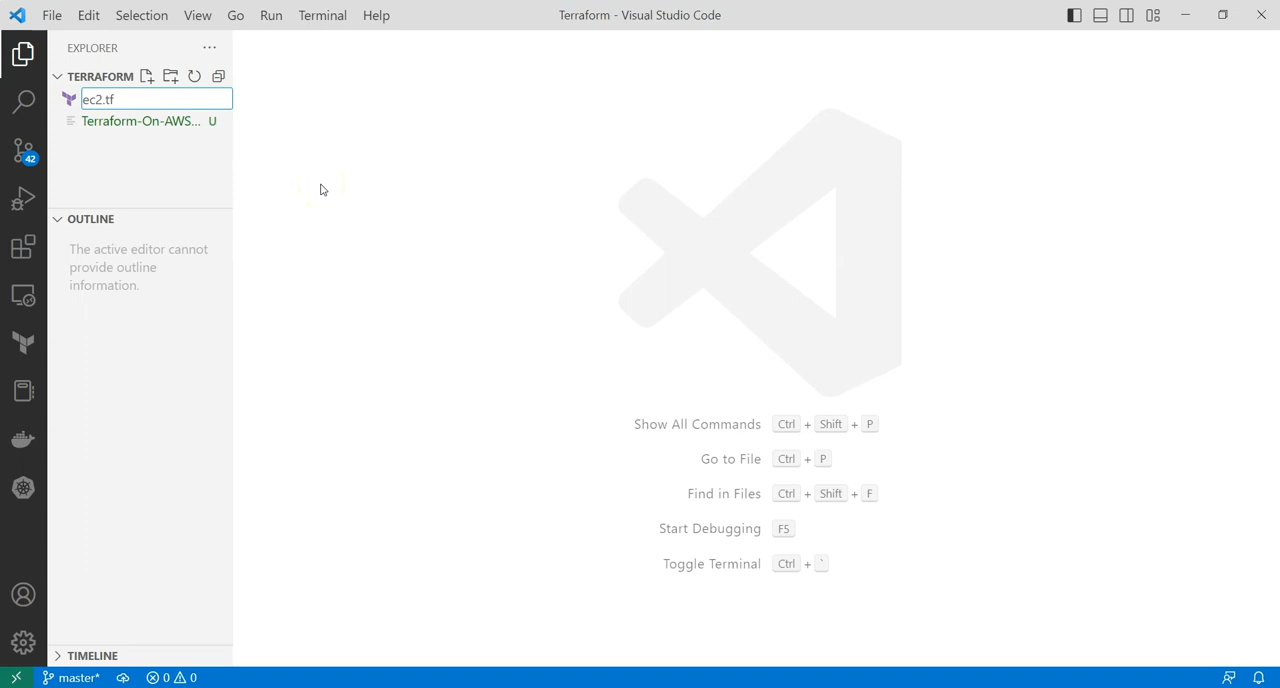 File Edit Selection View Go Run Terminal Help Terraform - Visual Studio Code
EXPLORER ...
TERRAFORM
ec2.tf
Terraform-On-AWS... U
42
OUTLINE
The active editor cannot
provide outline
information.
Show All Commands Ctrl + Shift + P
Go to File Ctrl + P
Find in Files Ctrl + Shift + F
Start Debugging F5
Toggle Terminal Ctrl + `
TIMELINE
master* 0 0